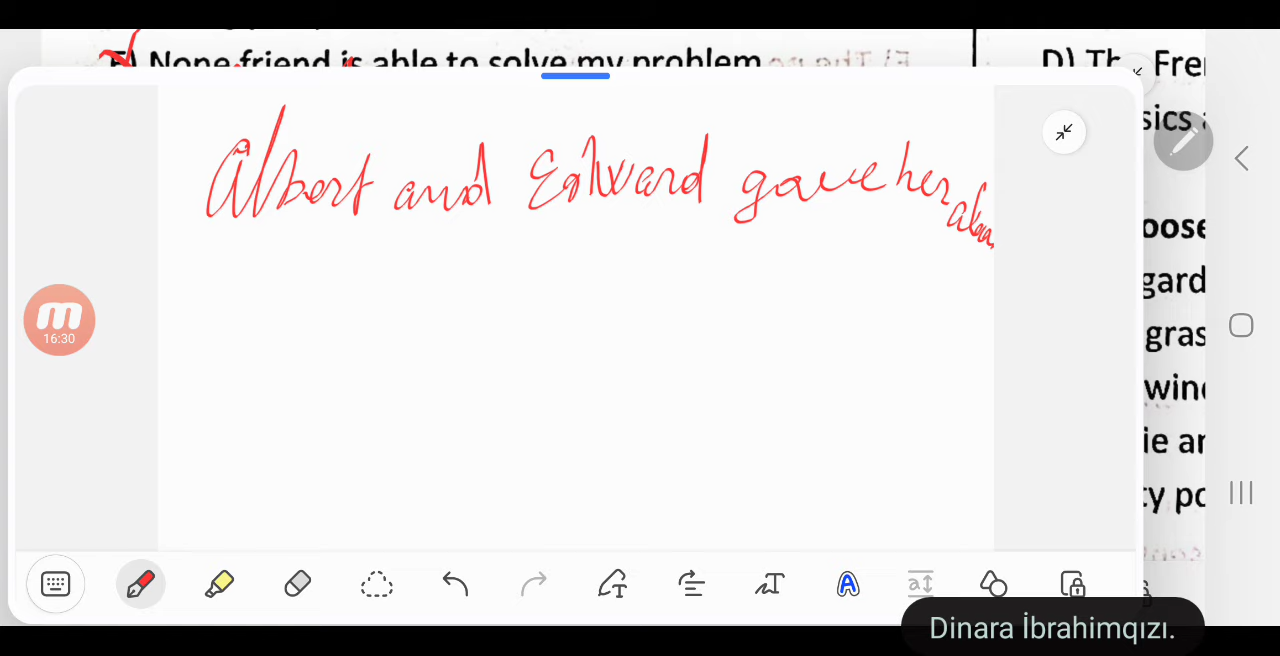 None friend is able to solve my problem
D) Th Fre
sics
Albert and Edward gave her
oose
gard
16:30
gras
wind
ie ar
ty po
Dinara İbrahimqızı.